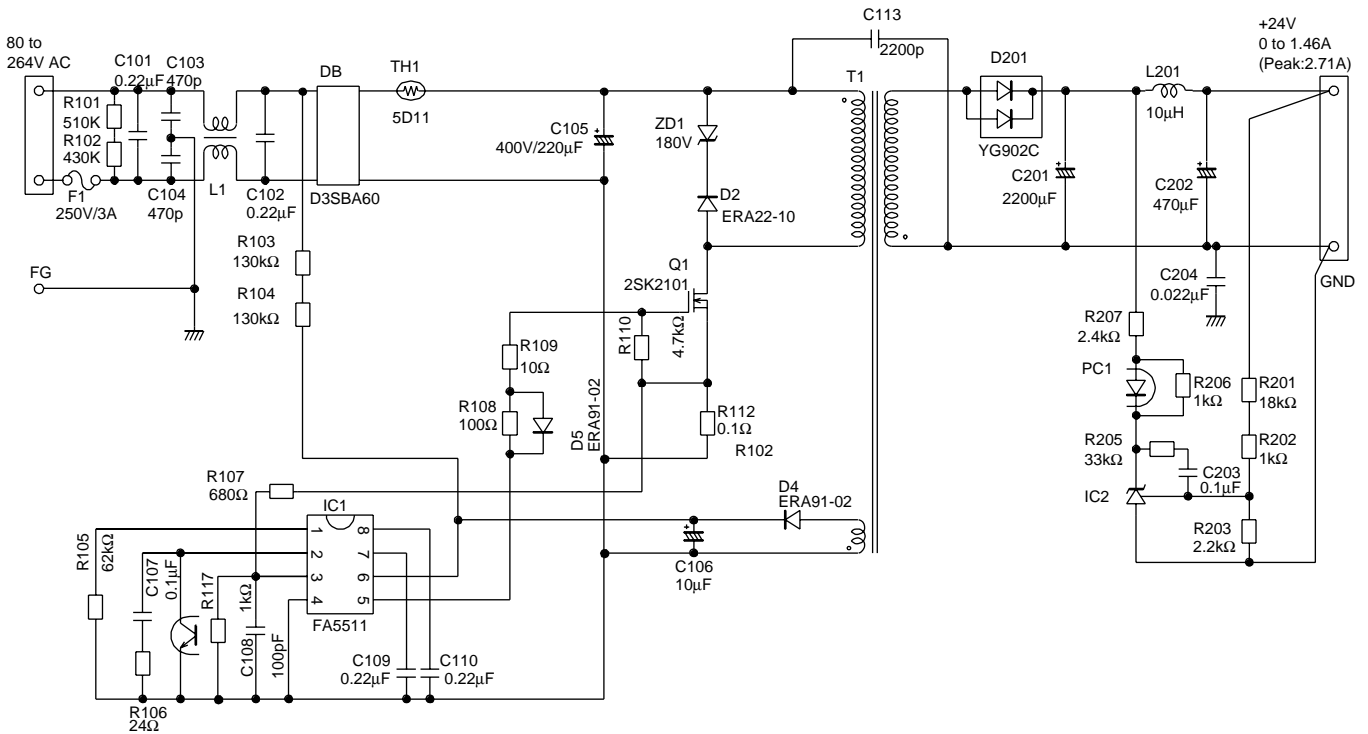 80 to
264V AC
R101
510K
R102
430K
F1
250V/3A
C101
0.22µF
C103
470p
C104
470p
L1
C102
0.22µF
DB
D3SBA60
TH1
5D11
C105
400V/220µF
ZD1
180V
D2
ERA22-10
C113
2200p
T1
D201
YG902C
C201
2200µF
L201
10µH
C202
470µF
+24V
0 to 1.46A
(Peak:2.71A)
GND
C204
0.022µF
FG
R103
130kΩ
R104
130kΩ
Q1
2SK2101
R110
4.7kΩ
R109
10Ω
R108
100Ω
D5
ERA91-02
R112
0.1Ω
R102
R107
680Ω
D4
ERA91-02
C106
10µF
IC1
1
2
3
4
8
7
6
5
FA5511
R105
62kΩ
C107
0.1µF
R117
1kΩ
C108
100pF
R106
24Ω
C109
0.22µF
C110
0.22µF
R207
2.4kΩ
PC1
R206
1kΩ
R205
33kΩ
C203
0.1µF
IC2
R201
18kΩ
R202
1kΩ
R203
2.2kΩ